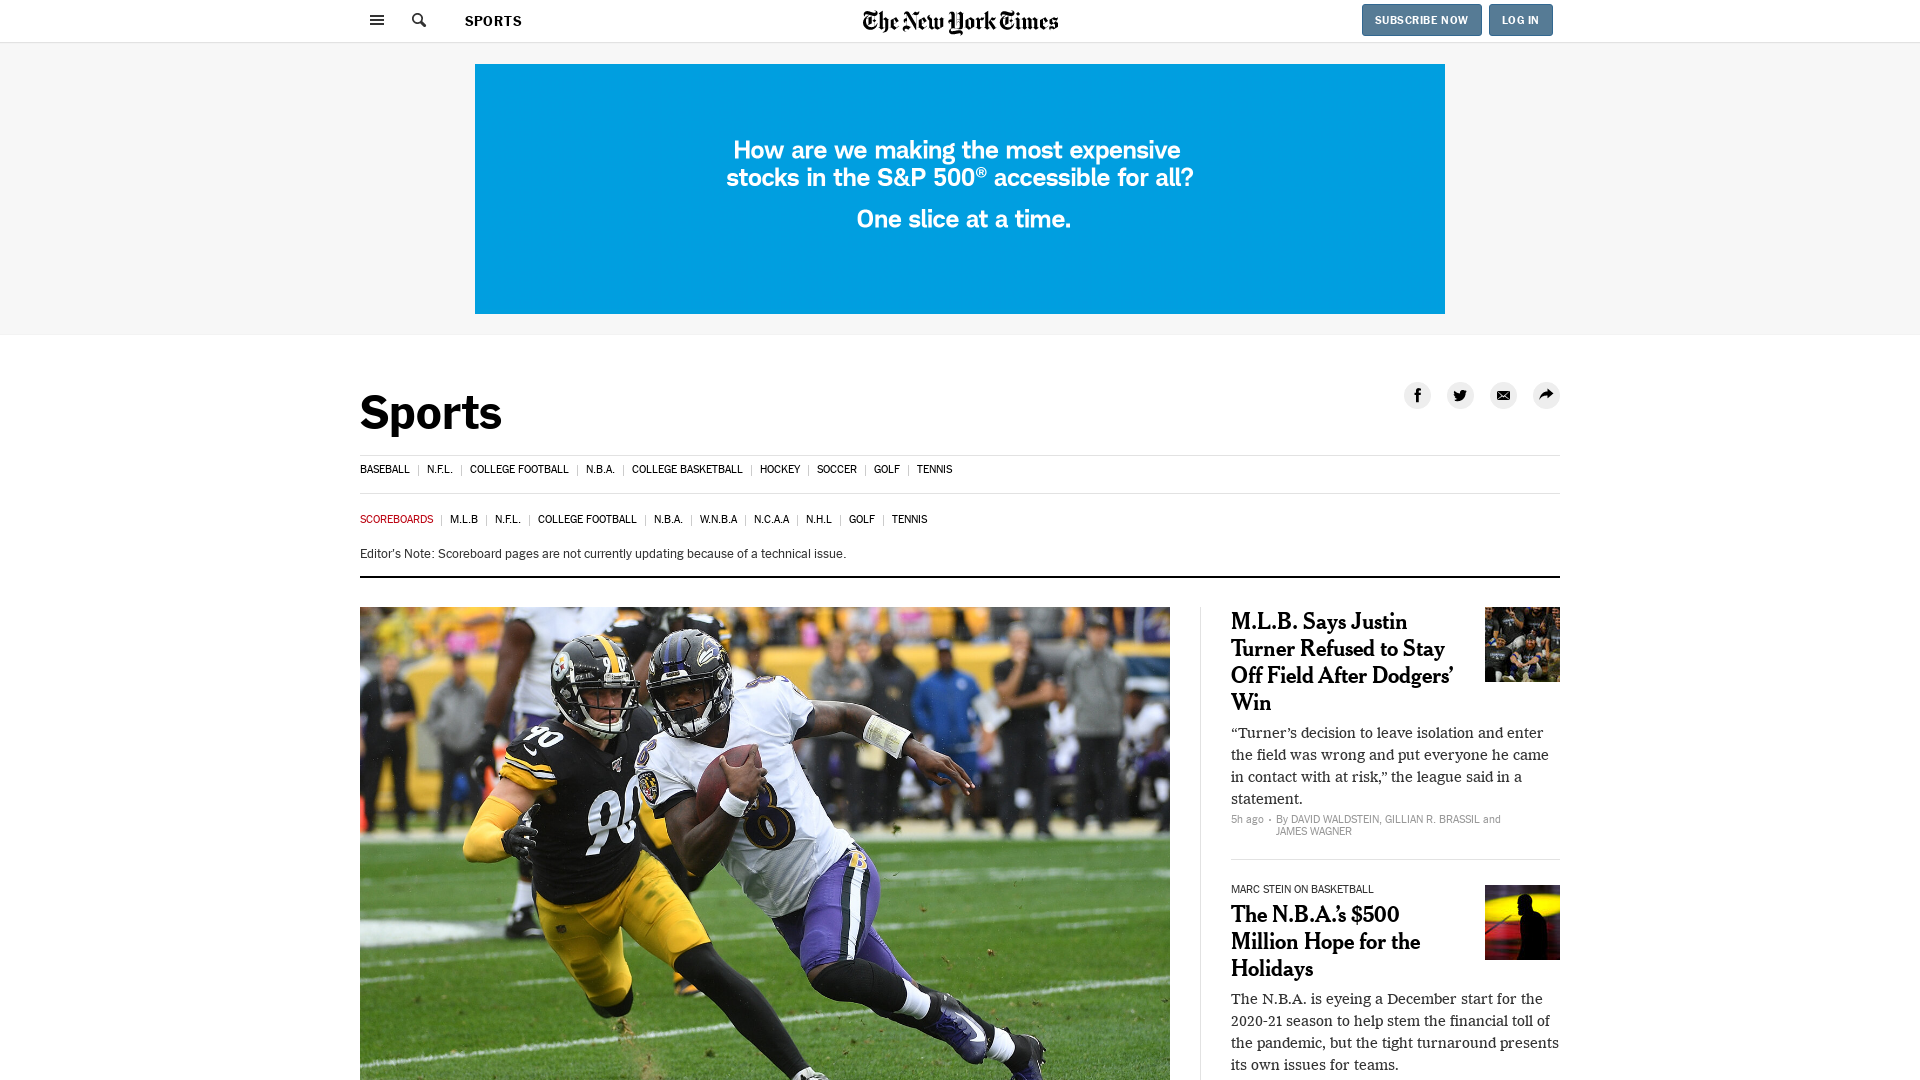 SPORTS
The New York Times
SUBSCRIBE NOW
LOG IN
How are we making the most expensive
stocks in the S&P 500® accessible for all?
One slice at a time.
Sports
BASEBALL | N.F.L. | COLLEGE FOOTBALL | N.B.A. | COLLEGE BASKETBALL | HOCKEY | SOCCER | GOLF | TENNIS
SCOREBOARDS | M.L.B | N.F.L. | COLLEGE FOOTBALL | N.B.A. | W.N.B.A | N.C.A.A | N.H.L | GOLF | TENNIS
Editor's Note: Scoreboard pages are not currently updating because of a technical issue.
90
90
90
8
B
M.L.B. Says Justin
Turner Refused to Stay
Off Field After Dodgers’
Win
“Turner’s decision to leave isolation and enter
the field was wrong and put everyone he came
in contact with at risk,” the league said in a
statement.
5h ago · By DAVID WALDSTEIN, GILLIAN R. BRASSIL and
JAMES WAGNER
MARC STEIN ON BASKETBALL
The N.B.A.’s $500
Million Hope for the
Holidays
The N.B.A. is eyeing a December start for the
2020-21 season to help stem the financial toll of
the pandemic, but the tight turnaround presents
its own issues for teams.